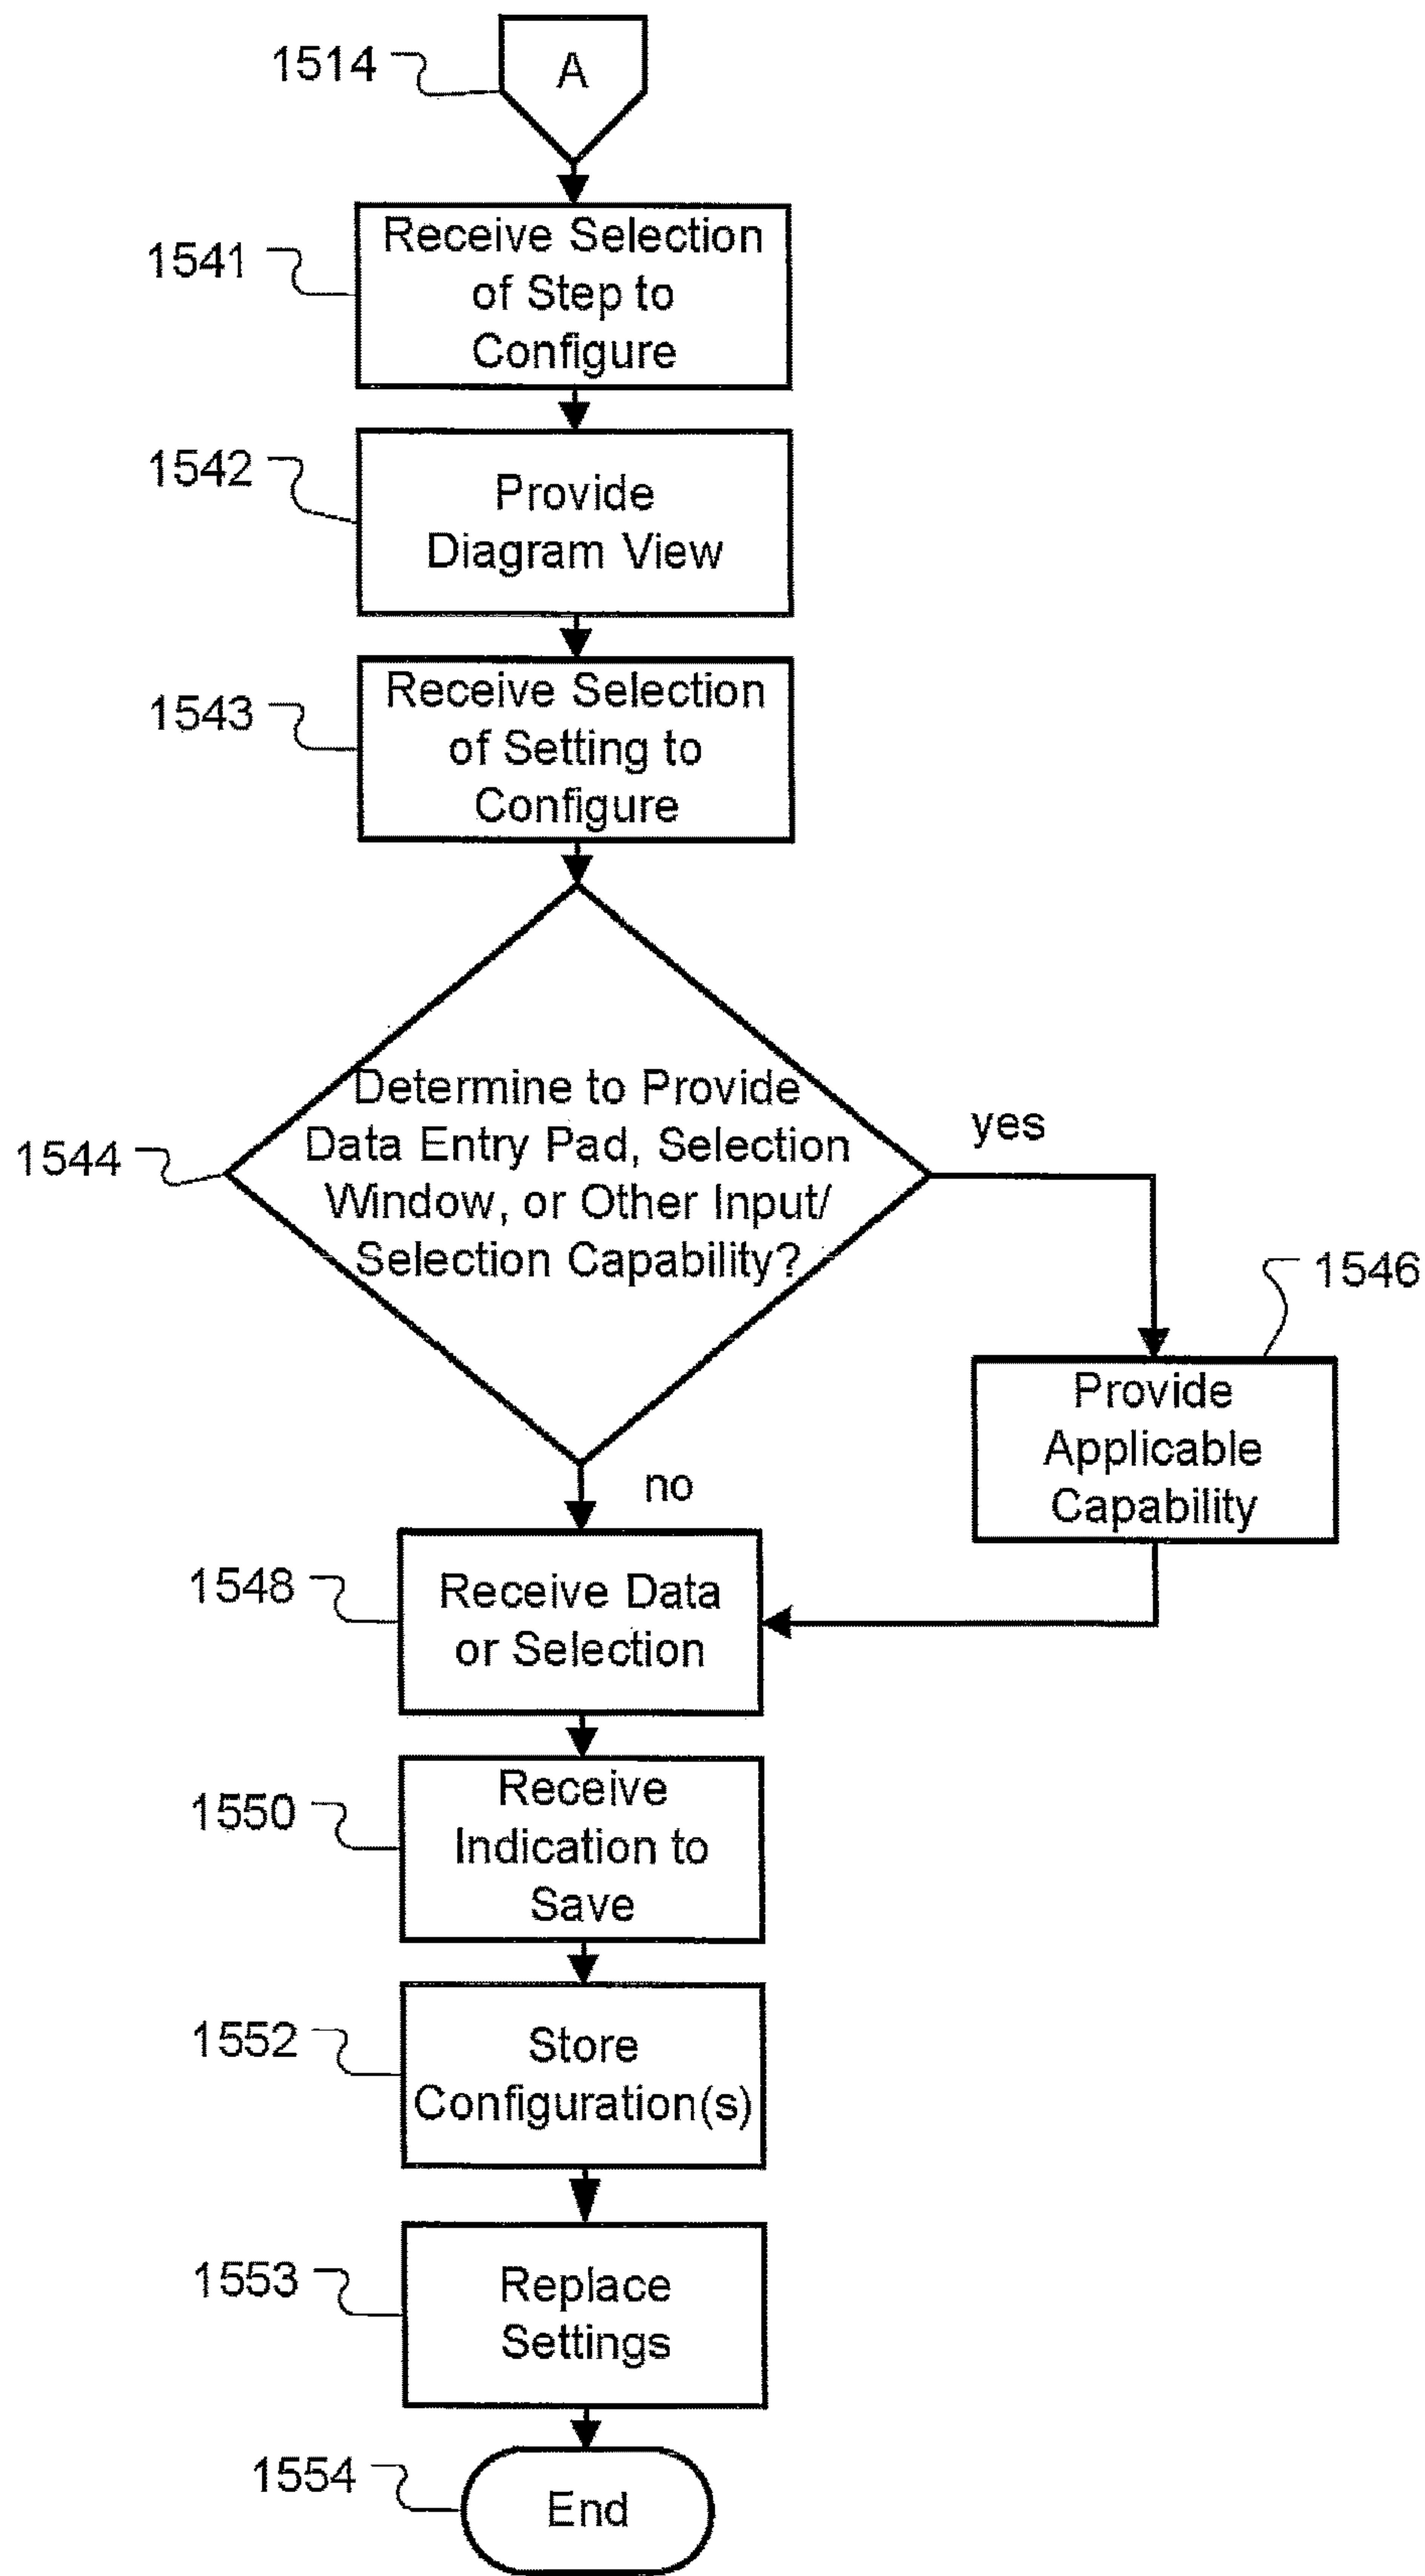 A
1514
1541
Receive Selection
of Step to
Configure
1542
Provide
Diagram View
1543
Receive Selection
of Setting to
Configure
1544
Determine to Provide
Data Entry Pad, Selection
Window, or Other Input/
Selection Capability?
yes
1546
Provide
Applicable
Capability
no
1548
Receive Data
or Selection
1550
Receive
Indication to
Save
1552
Store
Configuration(s)
1553
Replace
Settings
1554
End